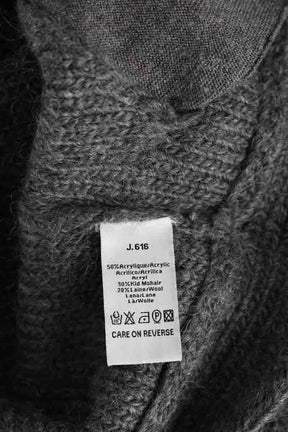 J.616
50%Acrylique/Acrylic
Acrilico/Acrílica
Acryl
30%Kid Mohair
20%Laine/Wool
Lana/Lana
Lã/Wolle
CARE ON REVERSE